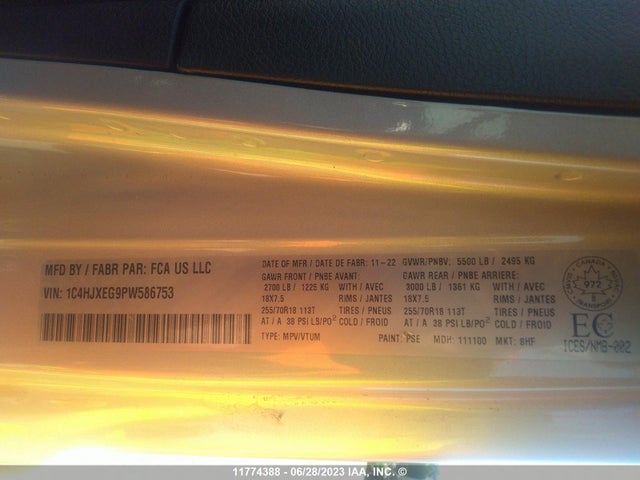 MFD BY / FABR PAR: FCA US LLC
VIN: 1C4HJXEG9PW586753
DATE OF MFR / DATE DE FABR: 11-22 GVWR/PNBV: 5500 LB / 2495 KG
GAWR FRONT / PNBE AVANT: GAWR REAR / PNBE ARRIERE:
2700 LB / 1225 KG WITH / AVEC 3000 LB / 1361 KG WITH / AVEC
18X7.5 RIMS / JANTES 18X7.5 RIMS / JANTES
255/70R18 113T TIRES / PNEUS 255/70R18 113T TIRES / PNEUS
AT / A 38 PSI LB/PO² COLD / FROID AT / A 38 PSI LB/PO² COLD / FROID
TYPE: MPV/VTUM PAINT: PSE MDH: 111100 MKT: 8HF
CMVSS CANADA NSVAC
972
TRANSPORT
EC
ICES/NMB-002
11774388 - 06/28/2023 IAA, INC. ©